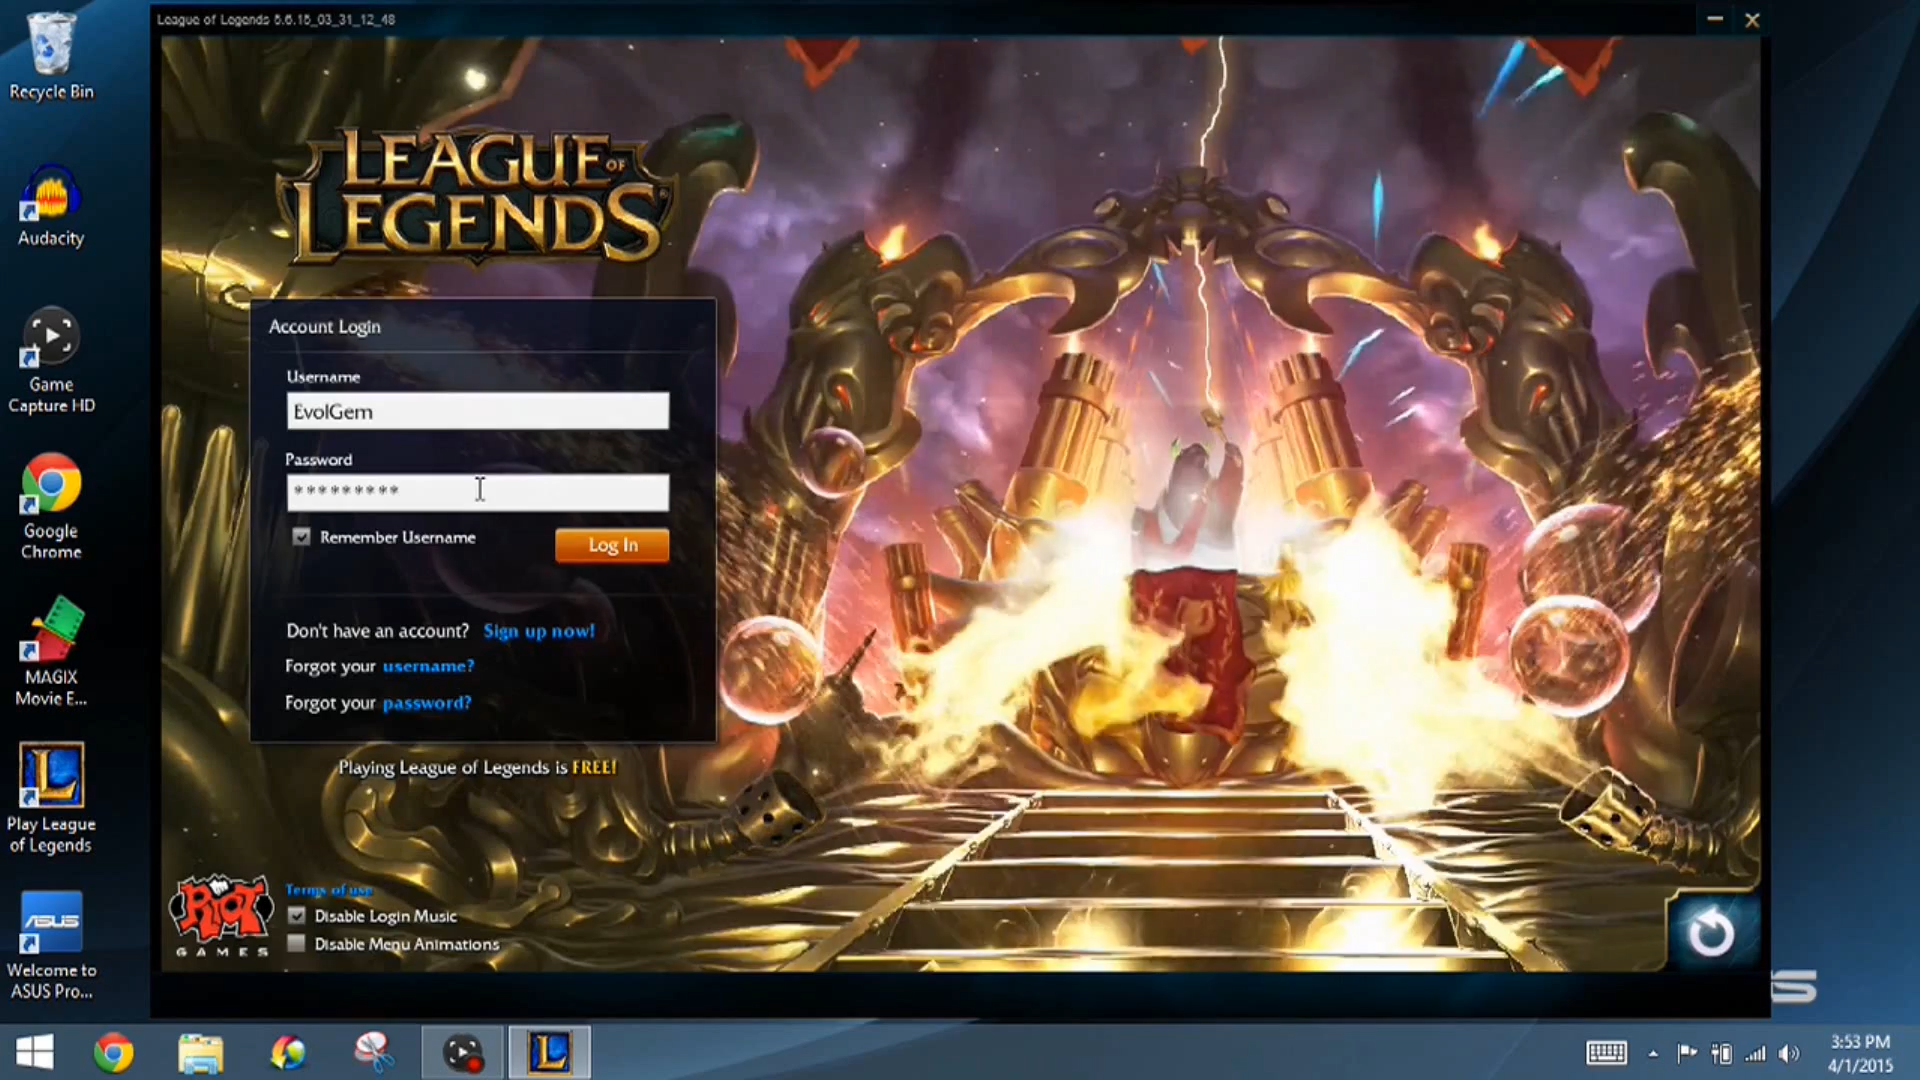 League of Legends 5.6.15_03_31_12_48
Recycle Bin
Audacity
Game
Capture HD
Google
Chrome
MAGIX
Movie E...
Play League
of Legends
ASUS
Welcome to
ASUS Pro...
LEAGUE OF
LEGENDS
Account Login
Username
EvolGem
Password
*********
Remember Username
Log In
Don't have an account? Sign up now!
Forgot your username?
Forgot your password?
Playing League of Legends is FREE!
RIOT
GAMES
Terms of use
Disable Login Music
Disable Menu Animations
3:53 PM
4/1/2015